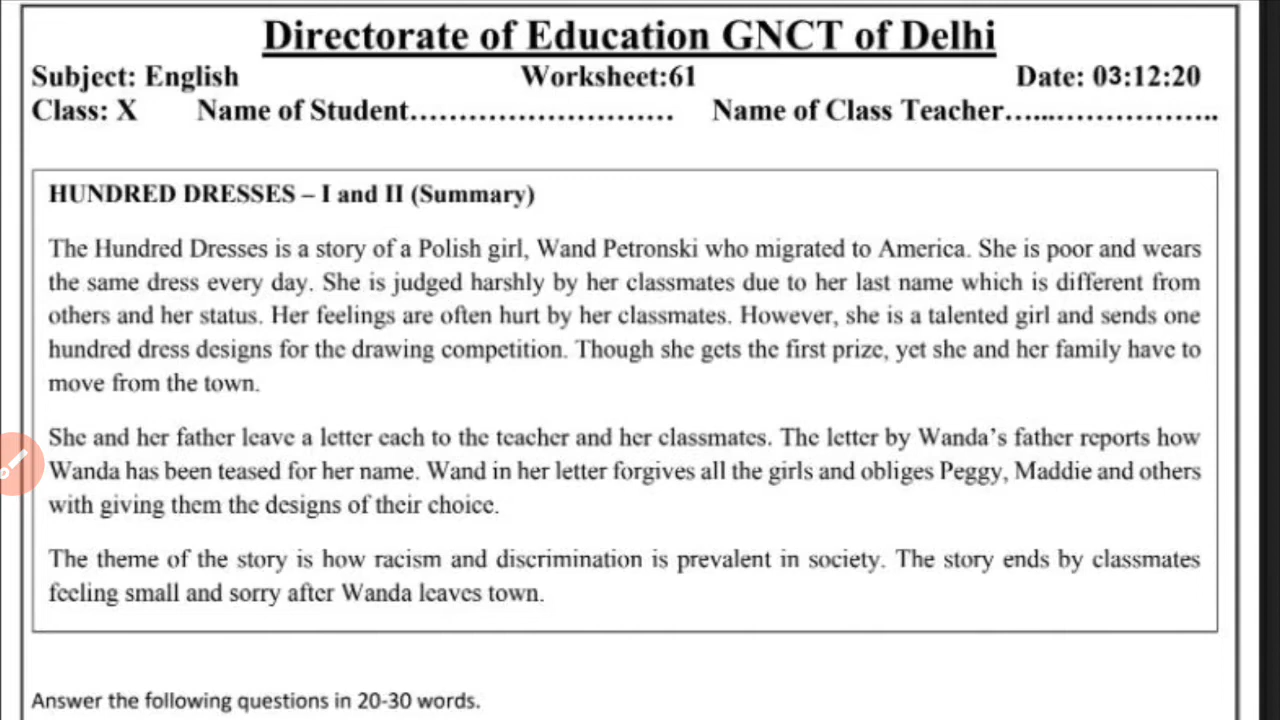 Directorate of Education GNCT of Delhi
Subject: English Worksheet:61 Date: 03:12:20
Class: X Name of Student……………………… Name of Class Teacher…...……………..
HUNDRED DRESSES – I and II (Summary)
The Hundred Dresses is a story of a Polish girl, Wand Petronski who migrated to America. She is poor and wears
the same dress every day. She is judged harshly by her classmates due to her last name which is different from
others and her status. Her feelings are often hurt by her classmates. However, she is a talented girl and sends one
hundred dress designs for the drawing competition. Though she gets the first prize, yet she and her family have to
move from the town.
She and her father leave a letter each to the teacher and her classmates. The letter by Wanda’s father reports how
Wanda has been teased for her name. Wand in her letter forgives all the girls and obliges Peggy, Maddie and others
with giving them the designs of their choice.
The theme of the story is how racism and discrimination is prevalent in society. The story ends by classmates
feeling small and sorry after Wanda leaves town.
Answer the following questions in 20-30 words.